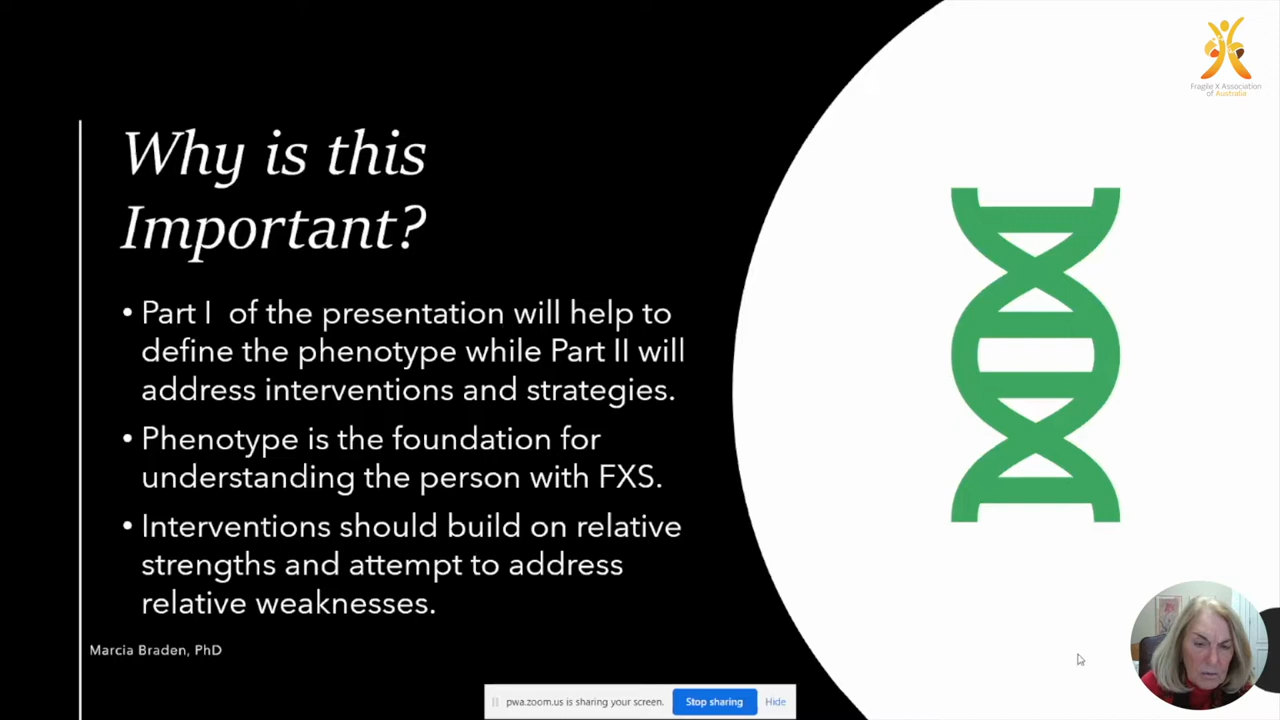 Fragile X Association
of Australia
Why is this
Important?
• Part I of the presentation will help to
define the phenotype while Part II will
address interventions and strategies.
• Phenotype is the foundation for
understanding the person with FXS.
• Interventions should build on relative
strengths and attempt to address
relative weaknesses.
Marcia Braden, PhD
pwa.zoom.us is sharing your screen.
Stop sharing
Hide